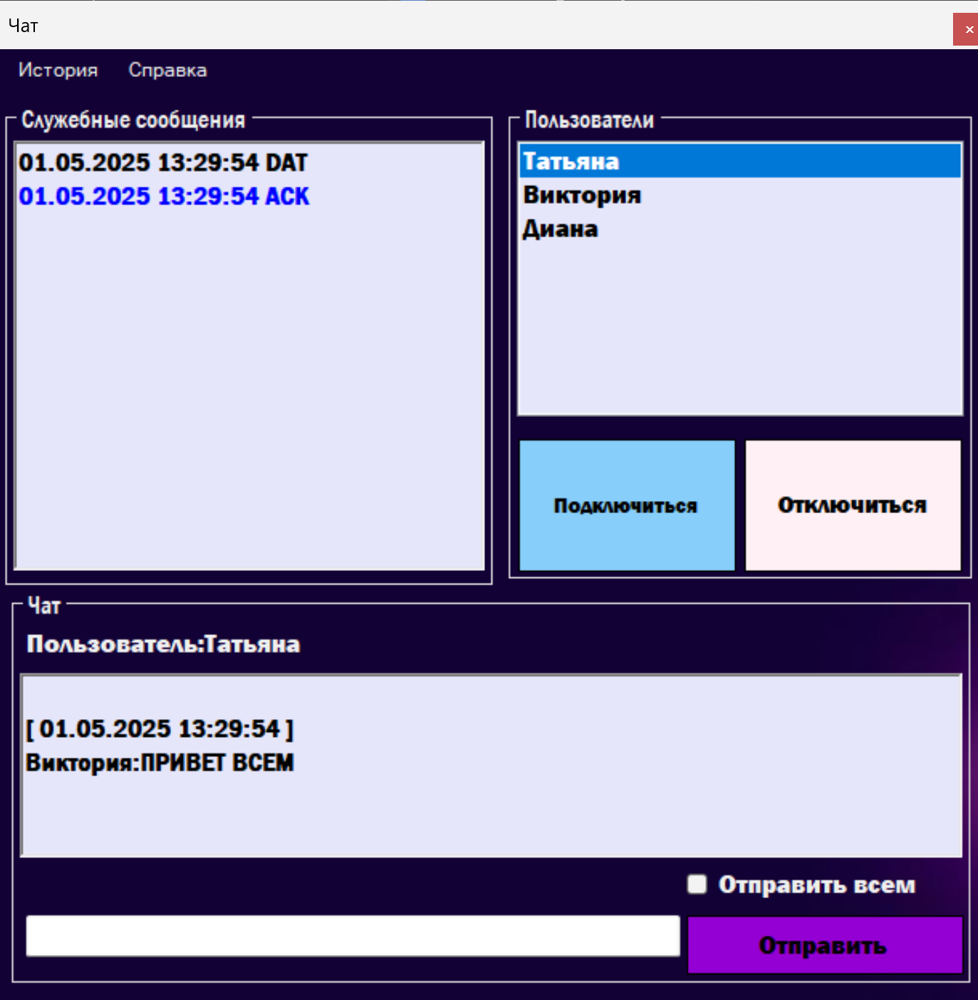 Чат
История Справка
Служебные сообщения
01.05.2025 13:29:54 DAT
01.05.2025 13:29:54 ACK
Пользователи
Татьяна
Виктория
Диана
Подключиться
Отключиться
Чат
Пользователь:Татьяна
[ 01.05.2025 13:29:54 ]
Виктория:ПРИВЕТ ВСЕМ
Отправить всем
Отправить